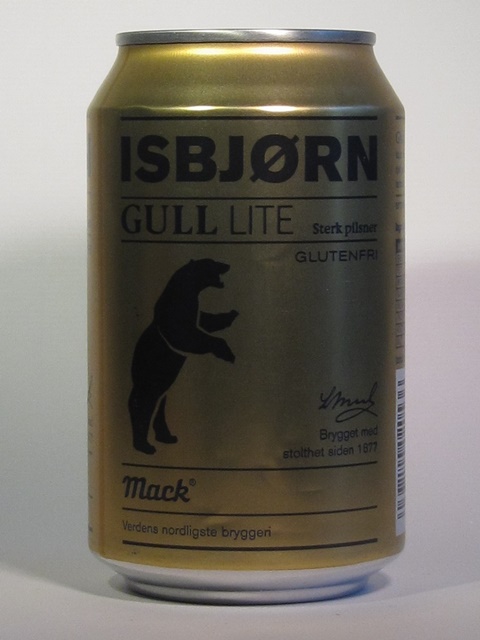 ISBJØRN
GULL LITE Sterk pilsner
GLUTENFRI
Brygget med
stolthet siden 1877
Mack®
Verdens nordligste bryggeri